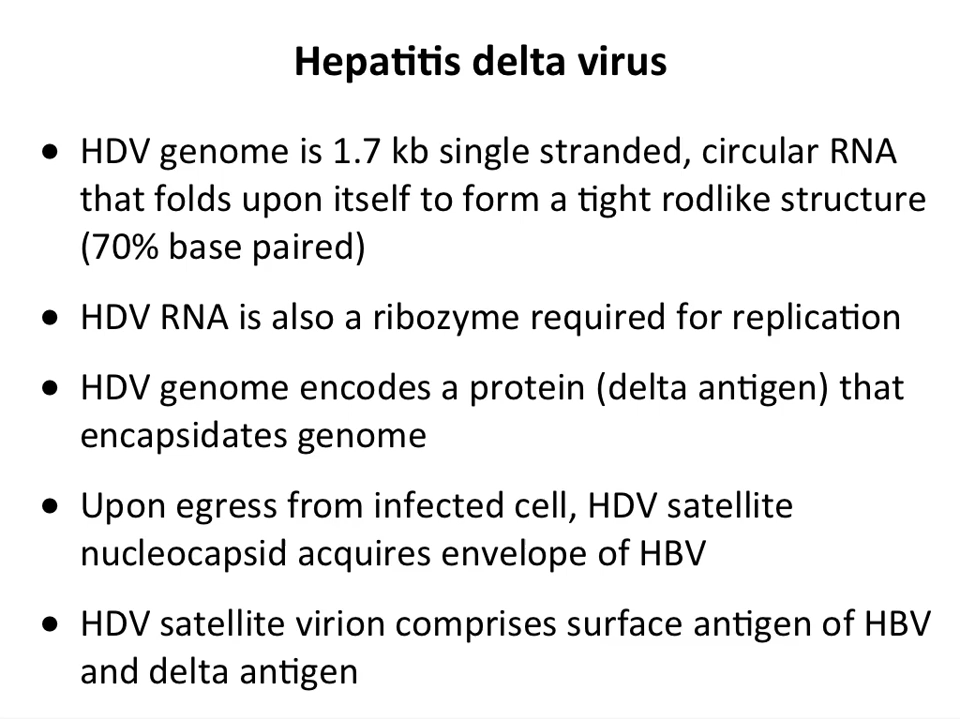 Hepatitis delta virus
● HDV genome is 1.7 kb single stranded, circular RNA
that folds upon itself to form a tight rodlike structure
(70% base paired)
● HDV RNA is also a ribozyme required for replication
● HDV genome encodes a protein (delta antigen) that
encapsidates genome
● Upon egress from infected cell, HDV satellite
nucleocapsid acquires envelope of HBV
● HDV satellite virion comprises surface antigen of HBV
and delta antigen